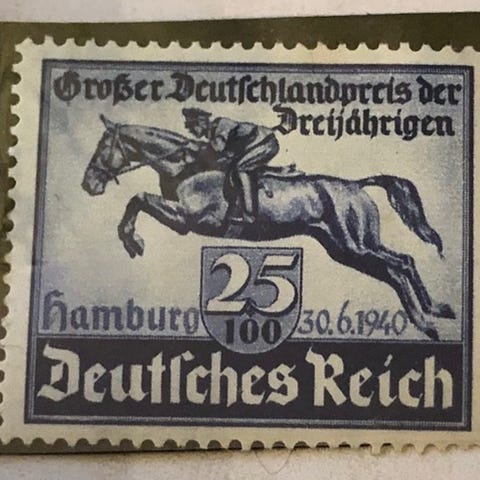 Großer Deutschlandpreis der
Dreijährigen
Hamburg 30.6.1940
25
100
Deutsches Reich